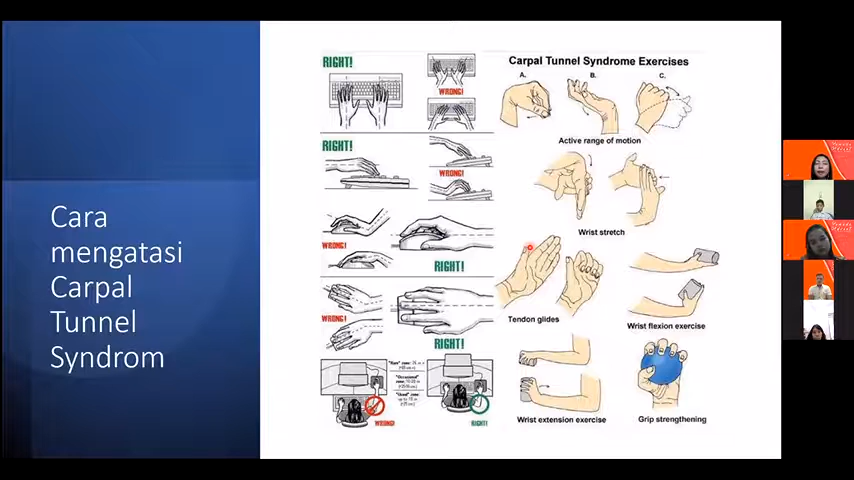 Cara
mengatasi
Carpal
Tunnel
Syndrom
RIGHT!
WRONG!
RIGHT!
WRONG!
WRONG!
RIGHT!
WRONG!
RIGHT!
WRONG!
RIGHT!
Carpal Tunnel Syndrome Exercises
A. B. C.
Active range of motion
Wrist stretch
Tendon glides
Wrist flexion exercise
Wrist extension exercise
Grip strengthening